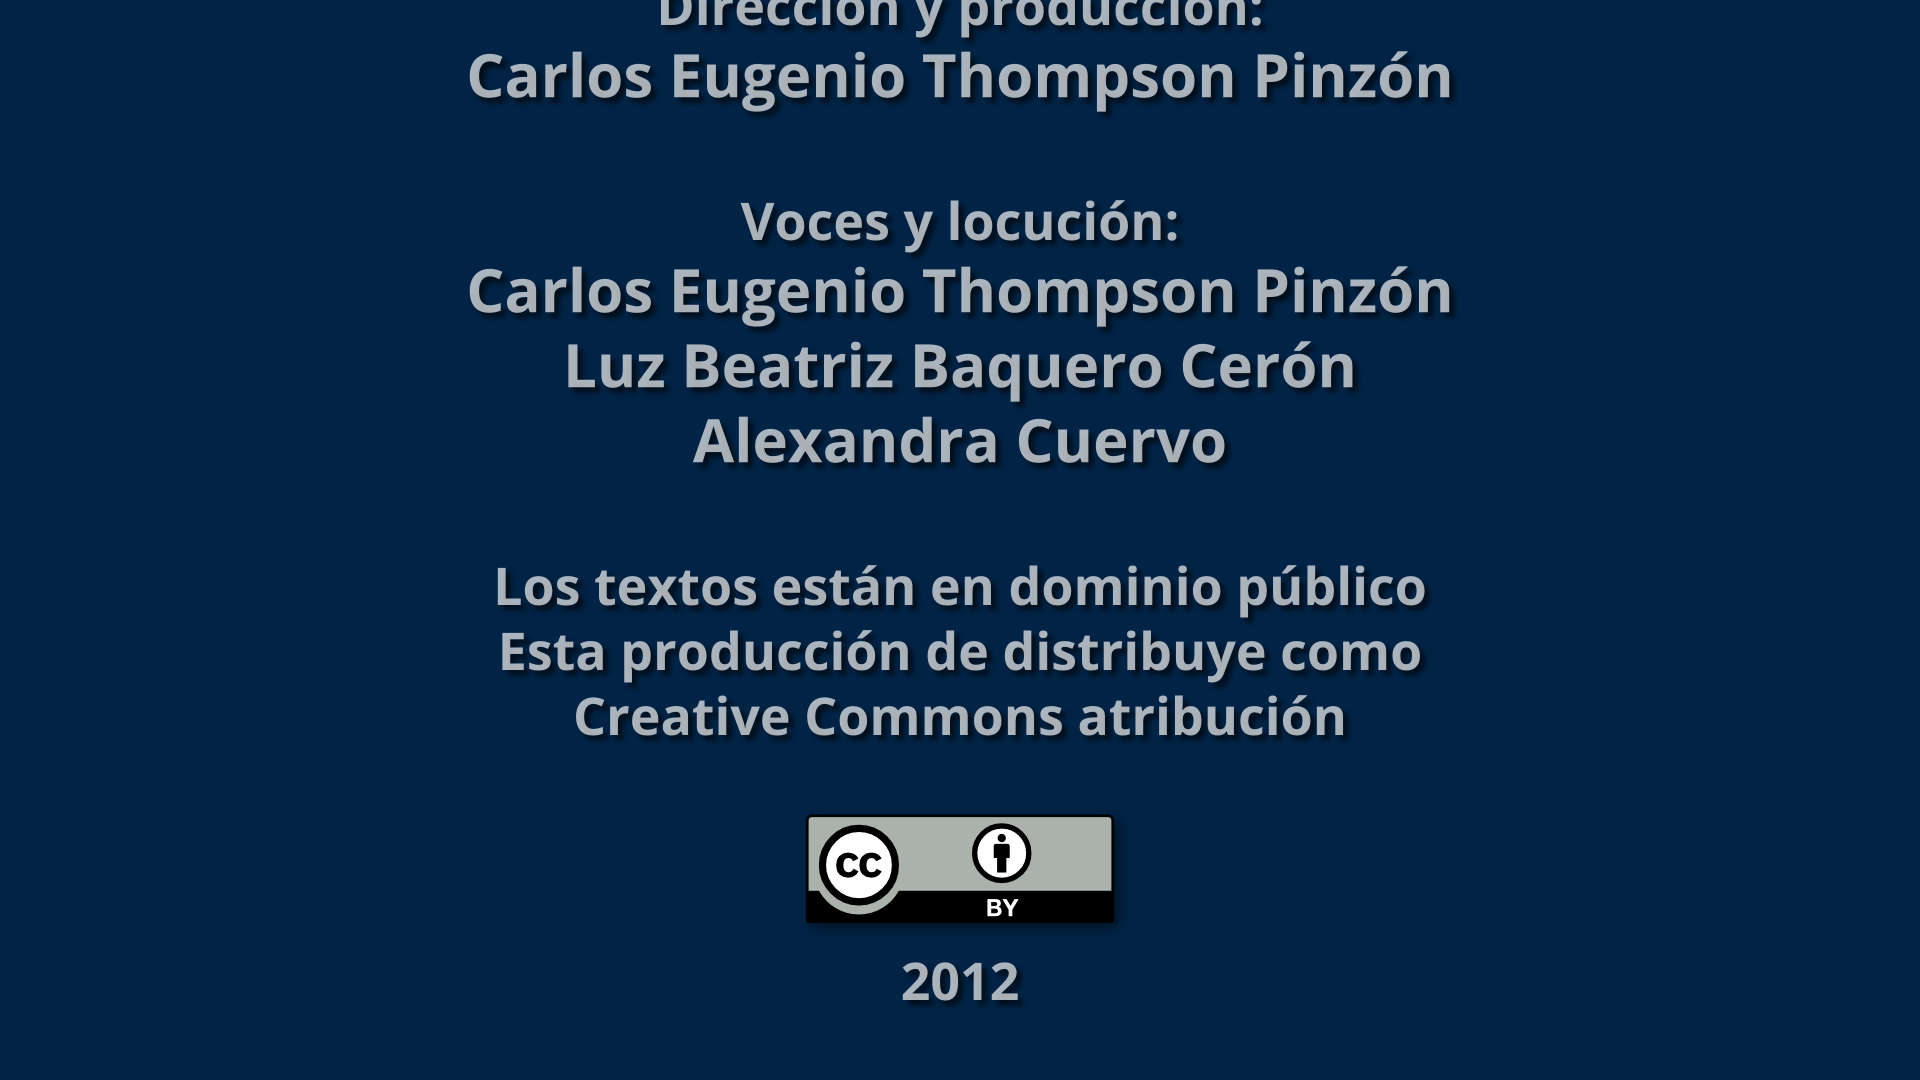 Dirección y producción:
Carlos Eugenio Thompson Pinzón
Voces y locución:
Carlos Eugenio Thompson Pinzón
Luz Beatriz Baquero Cerón
Alexandra Cuervo
Los textos están en dominio público
Esta producción de distribuye como
Creative Commons atribución
cc
BY
2012